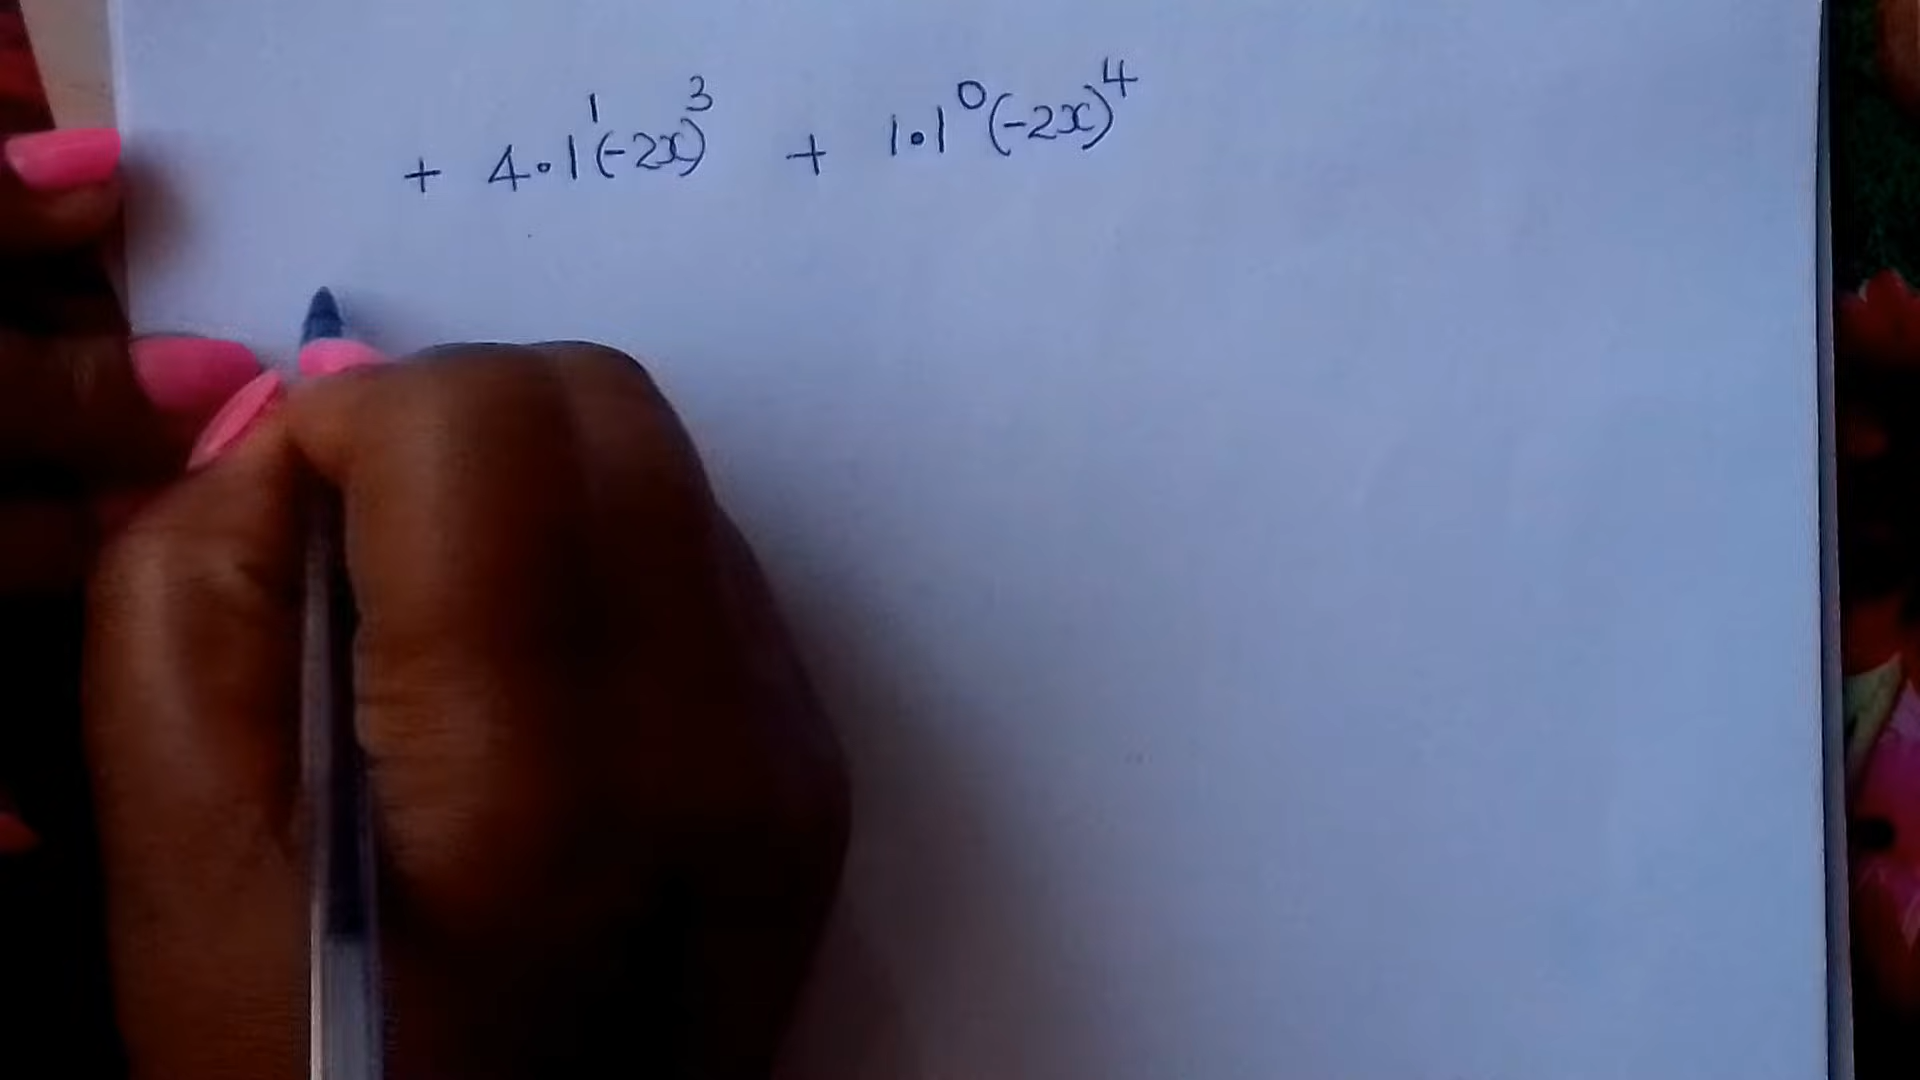 + 4.1¹(-2x)³ + 1.1⁰(-2x)⁴